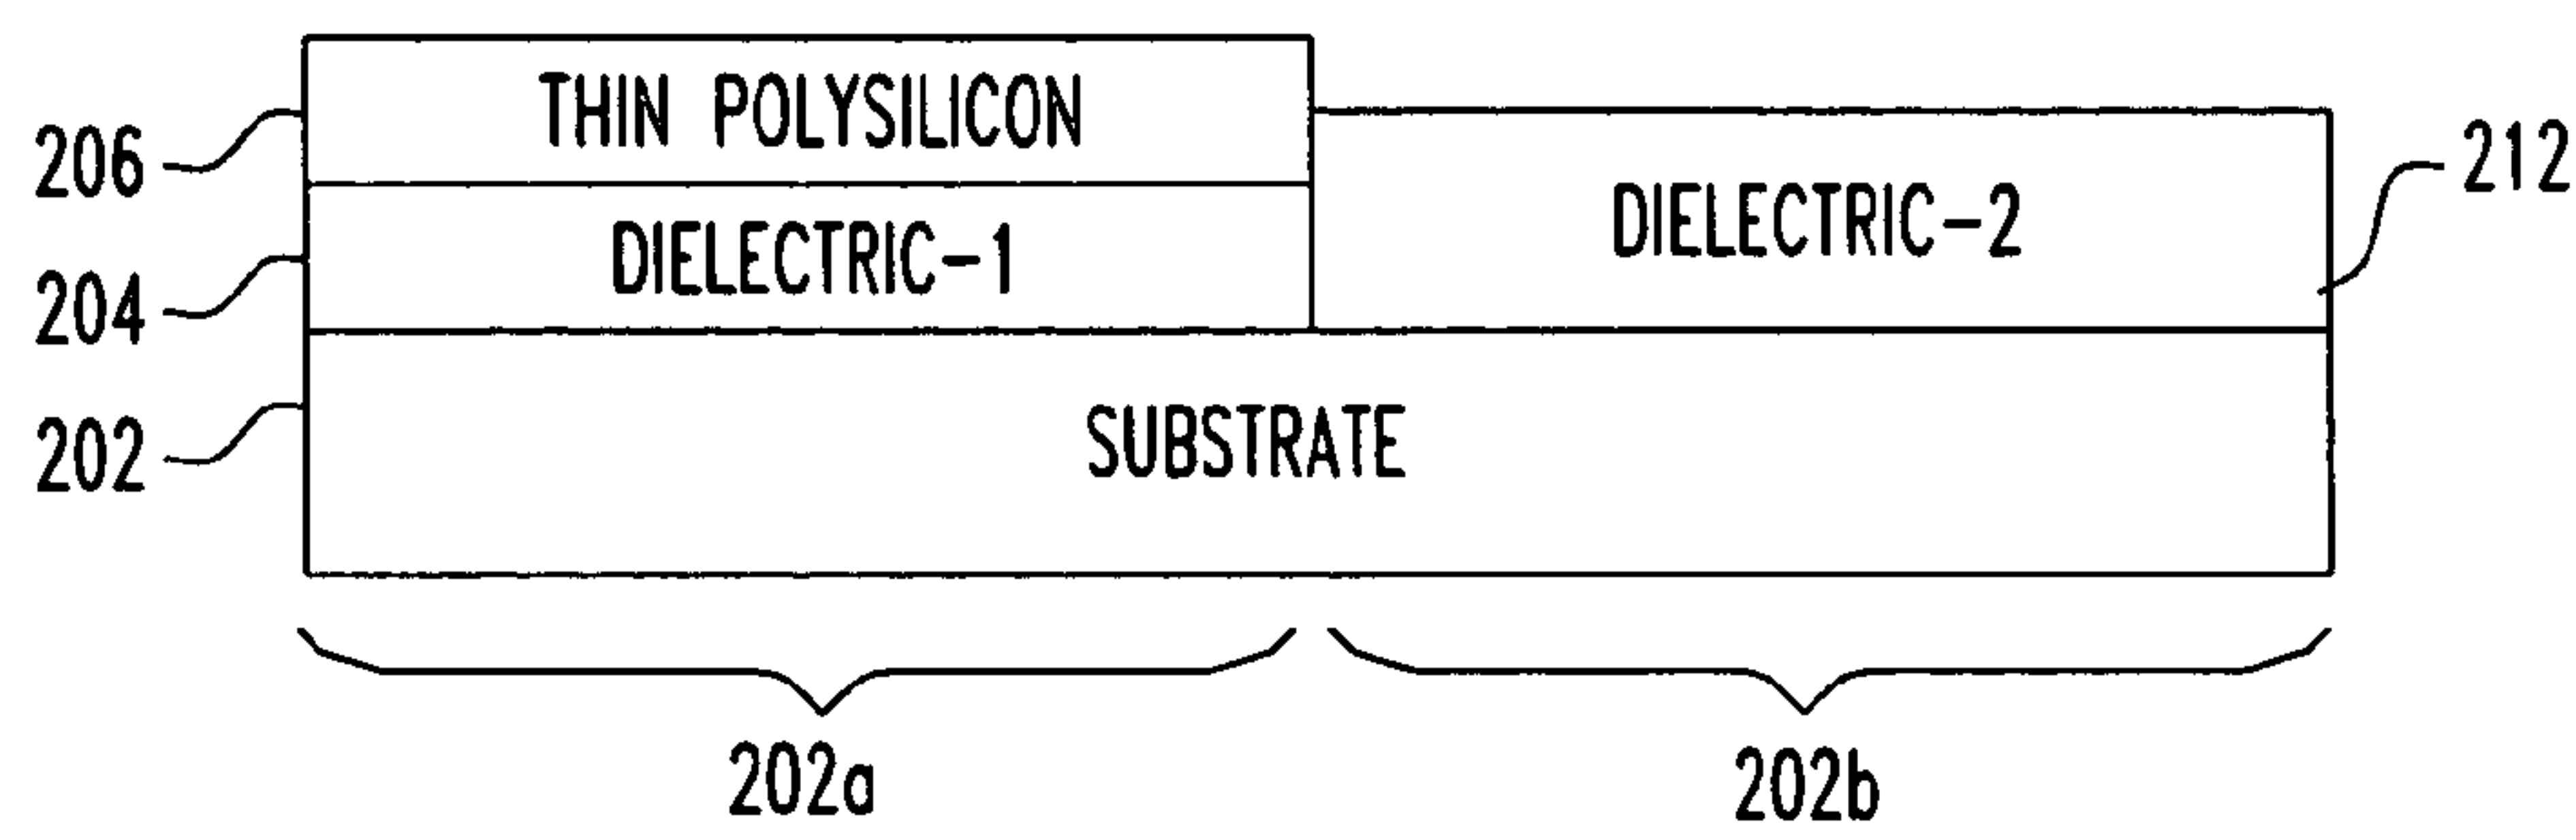 THIN POLYSILICON
206
DIELECTRIC-2
212
DIELECTRIC-1
204
SUBSTRATE
202
202a
202b